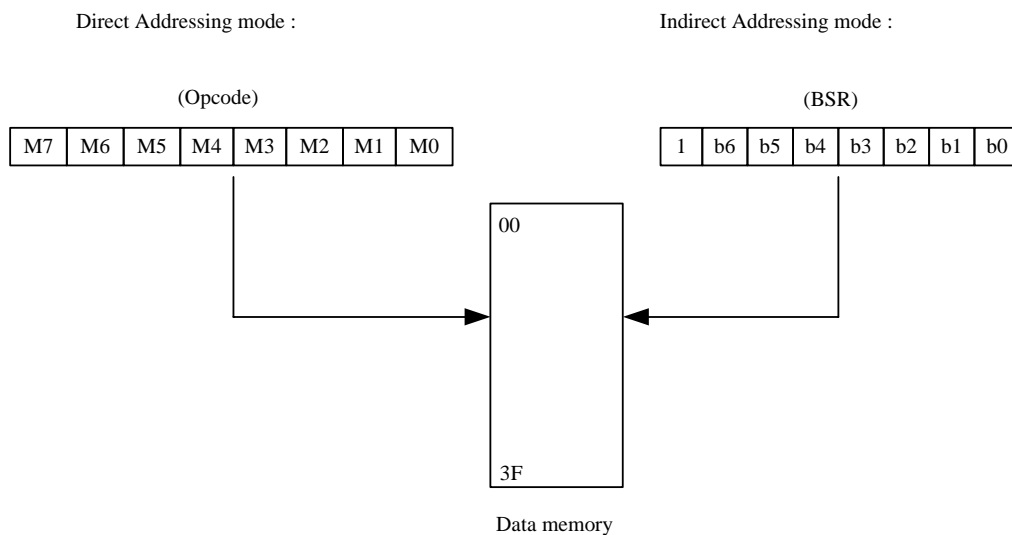 Direct Addressing mode :
Indirect Addressing mode :
(Opcode)
(BSR)
M7 M6 M5 M4 M3 M2 M1 M0
1 b6 b5 b4 b3 b2 b1 b0
00
3F
Data memory